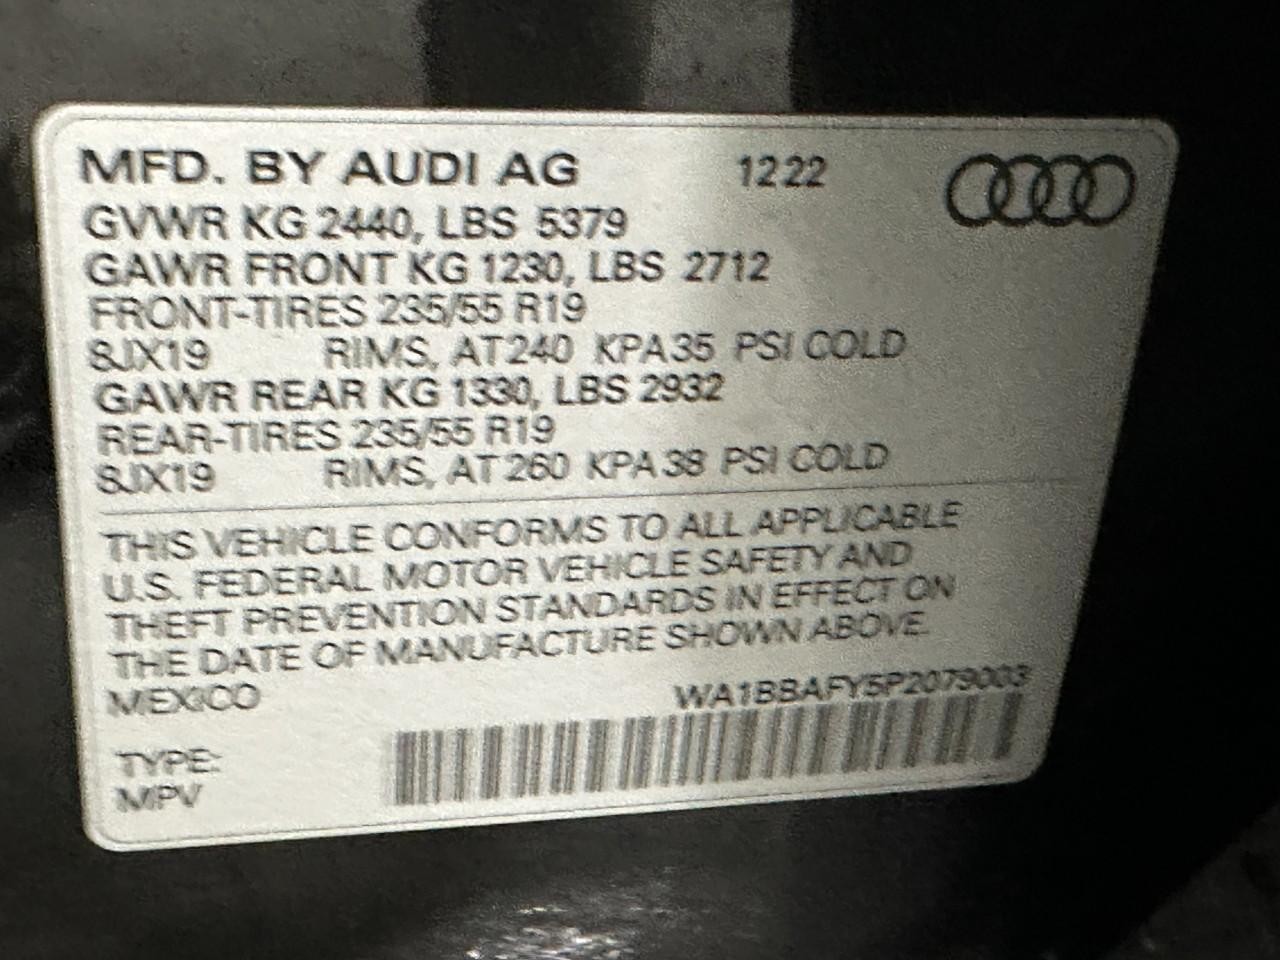 MFD. BY AUDI AG 12 22
GVWR KG 2440, LBS 5379
GAWR FRONT KG 1230, LBS 2712
FRONT-TIRES 235/55 R19
8JX19 RIMS, AT 240 KPA 35 PSI COLD
GAWR REAR KG 1330, LBS 2932
REAR-TIRES 235/55 R19
8JX19 RIMS, AT 260 KPA 38 PSI COLD
THIS VEHICLE CONFORMS TO ALL APPLICABLE
U.S. FEDERAL MOTOR VEHICLE SAFETY AND
THEFT PREVENTION STANDARDS IN EFFECT ON
THE DATE OF MANUFACTURE SHOWN ABOVE.
MEXICO WA1BBAFY5P2079003
TYPE:
MPV